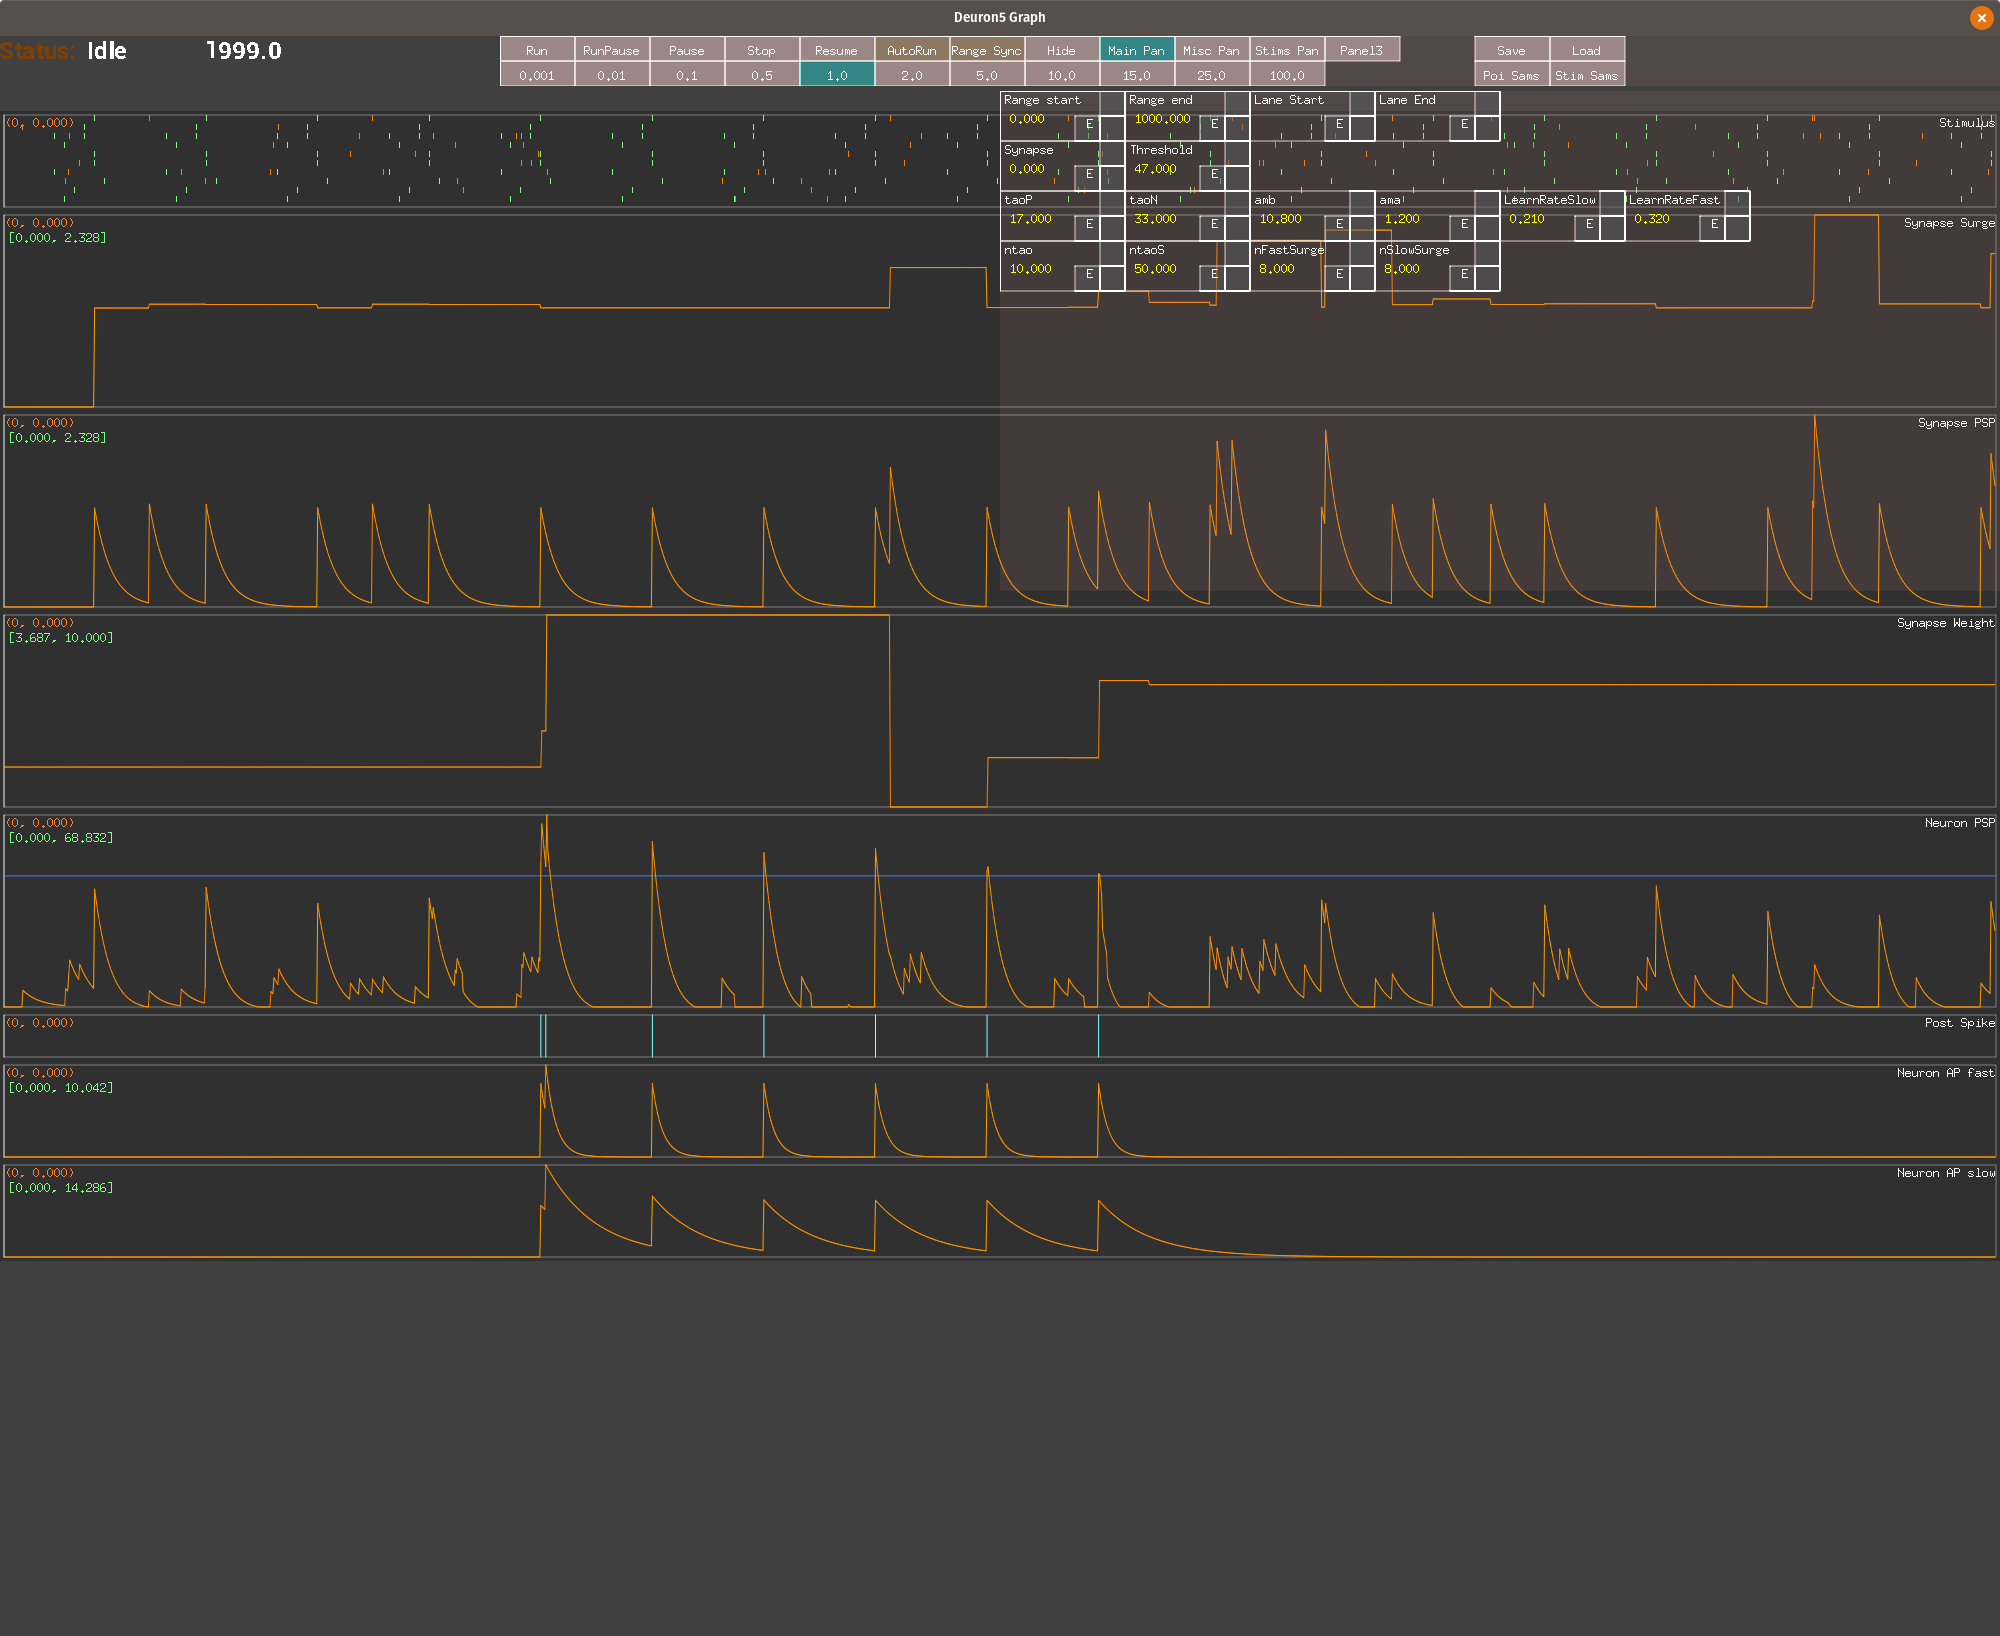 Deuron5 Graph
Status: Idle 1999.0
Run RunPause Pause Stop Resume AutoRun Range Sync Hide Main Pan Misc Pan Stims Pan Panel3 Save Load
0.001 0.01 0.1 0.5 1.0 2.0 5.0 10.0 15.0 25.0 100.0 Poi Sams Stim Sams
Range start Range end Lane Start Lane End
0.000 E 1000.000 E E E
(0, 0.000) Stimulus
Synapse Threshold
0.000 E 47.000 E
taoP taoN amb ama LearnRateSlow LearnRateFast
17.000 E 33.000 E 10.800 E 1.200 E 0.210 E 0.320 E
(0, 0.000) Synapse Surge
[0.000, 2.328]
ntao ntaoS nFastSurge nSlowSurge
10.000 E 50.000 E 8.000 E 8.000 E
(0, 0.000) Synapse PSP
[0.000, 2.328]
(0, 0.000) Synapse Weight
[3.687, 10.000]
(0, 0.000) Neuron PSP
[0.000, 68.832]
(0, 0.000) Post Spike
(0, 0.000) Neuron AP fast
[0.000, 10.042]
(0, 0.000) Neuron AP slow
[0.000, 14.286]